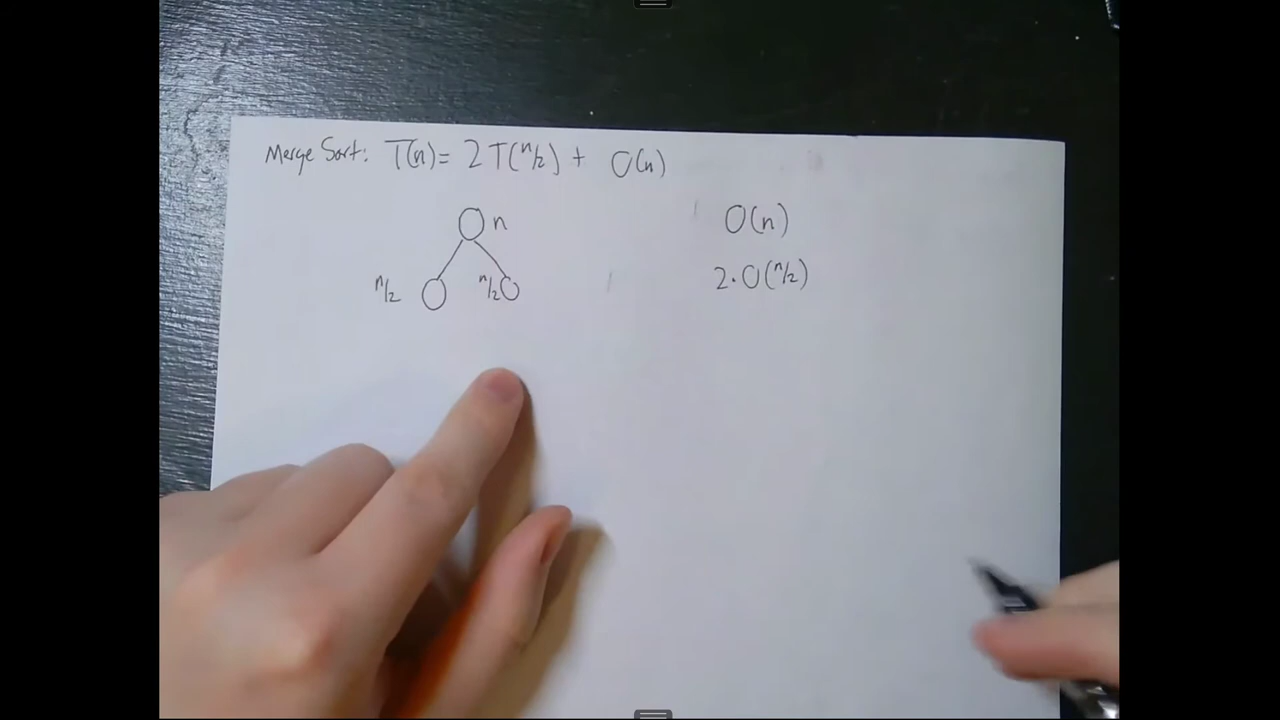 Merge Sort: T(n) = 2T(n/2) + O(n)
n O(n)
n/2 n/2 2·O(n/2)